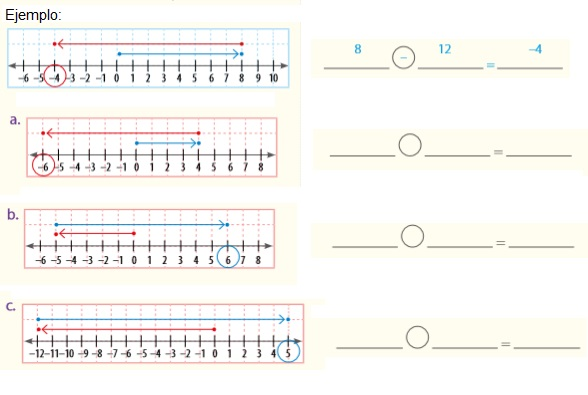 Ejemplo:
8 − 12 = −4
−6 −5 −4 −3 −2 −1 0 1 2 3 4 5 6 7 8 9 10
a.
−6 −5 −4 −3 −2 −1 0 1 2 3 4 5 6 7 8
=
b.
−6 −5 −4 −3 −2 −1 0 1 2 3 4 5 6 7 8
=
c.
−12 −11 −10 −9 −8 −7 −6 −5 −4 −3 −2 −1 0 1 2 3 4 5
=